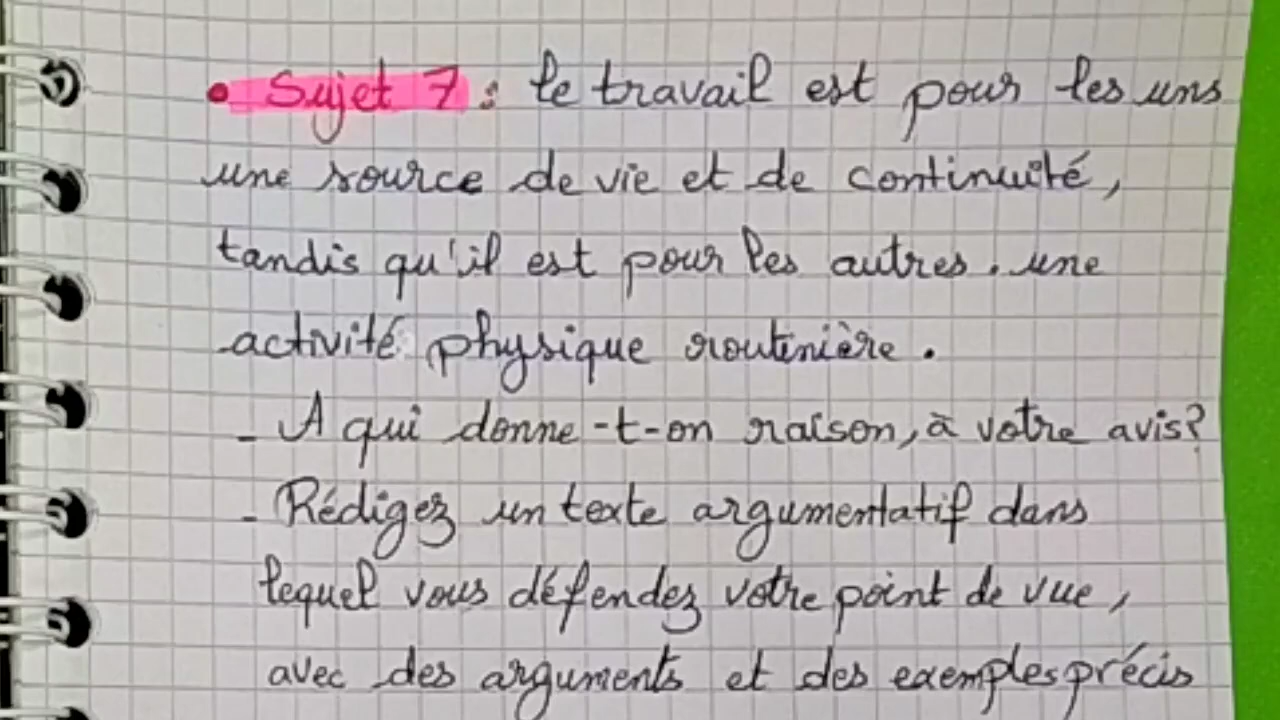 • Sujet 7 : Le travail est pour les uns
une source de vie et de continuité,
tandis qu'il est pour les autres . une
activité physique routinière .
- A qui donne-t-on raison, à votre avis?
- Rédigez un texte argumentatif dans
lequel vous défendez votre point de vue,
avec des arguments et des exemples précis